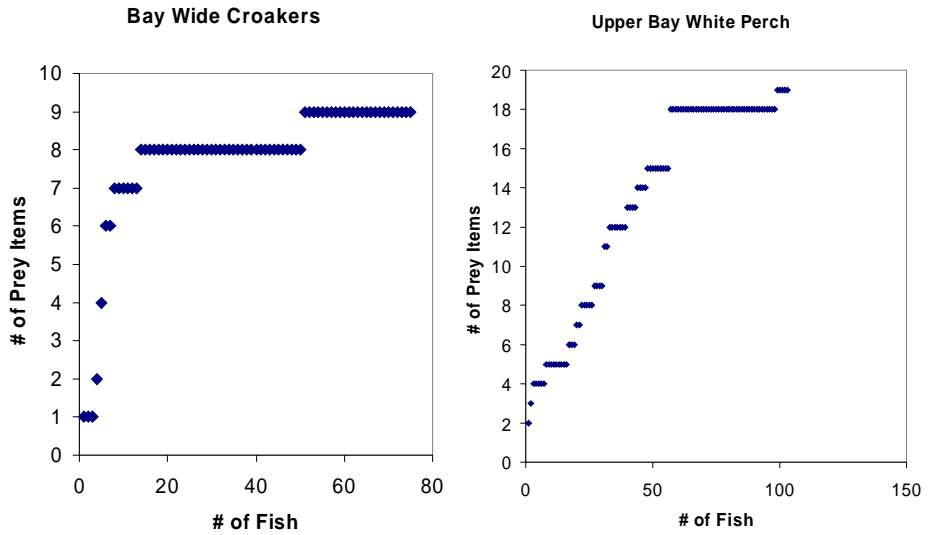 Bay Wide Croakers
10
9
8
7
6
5
4
3
2
1
0
# of Prey Items
0 20 40 60 80
# of Fish
Upper Bay White Perch
20
18
16
14
12
10
8
6
4
2
0
# of Prey Items
0 50 100 150
# of Fish